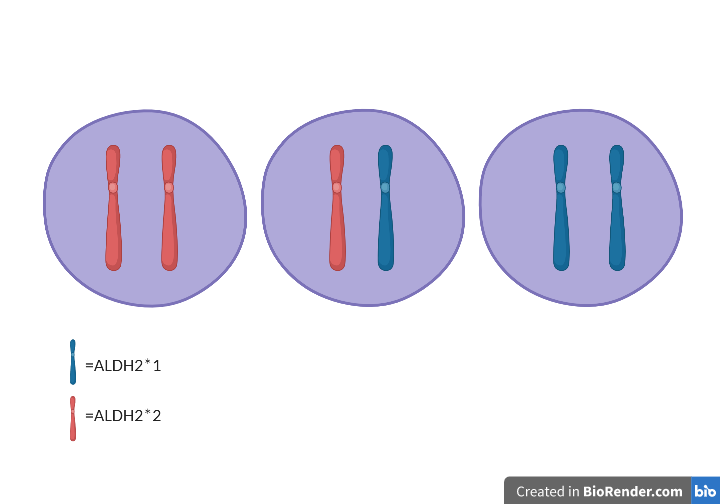 =ALDH2*1
=ALDH2*2
Created in BioRender.com bio